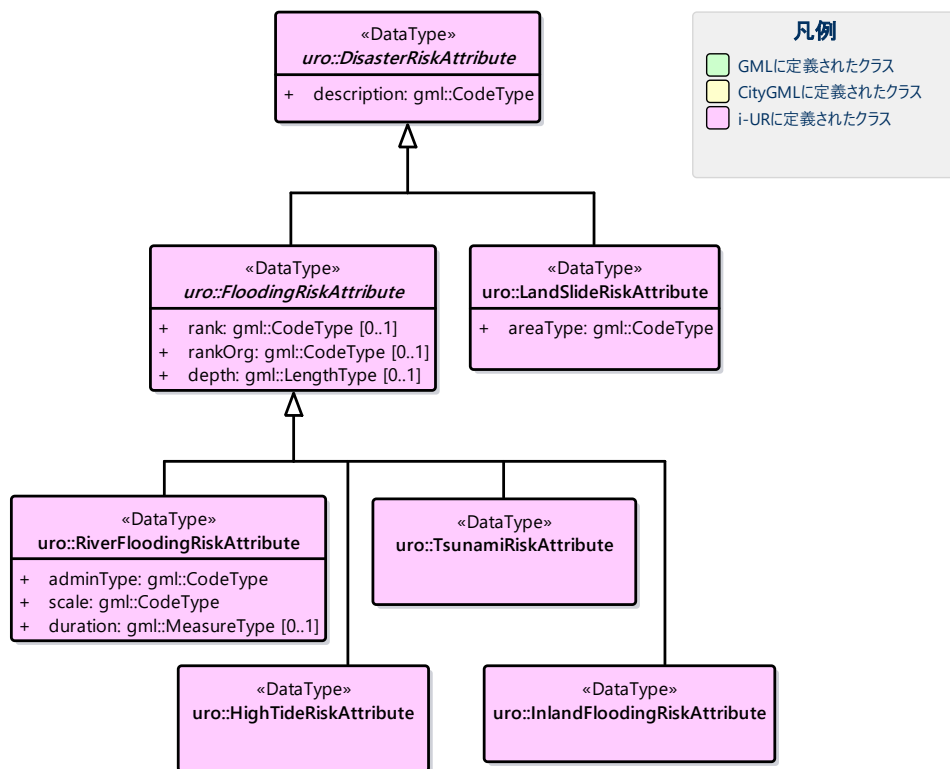 «DataType»
uro::DisasterRiskAttribute
+ description: gml::CodeType
凡例
GMLに定義されたクラス
CityGMLに定義されたクラス
i-URに定義されたクラス
«DataType»
uro::FloodingRiskAttribute
+ rank: gml::CodeType [0..1]
+ rankOrg: gml::CodeType [0..1]
+ depth: gml::LengthType [0..1]
«DataType»
uro::LandSlideRiskAttribute
+ areaType: gml::CodeType
«DataType»
uro::RiverFloodingRiskAttribute
+ adminType: gml::CodeType
+ scale: gml::CodeType
+ duration: gml::MeasureType [0..1]
«DataType»
uro::TsunamiRiskAttribute
«DataType»
uro::HighTideRiskAttribute
«DataType»
uro::InlandFloodingRiskAttribute